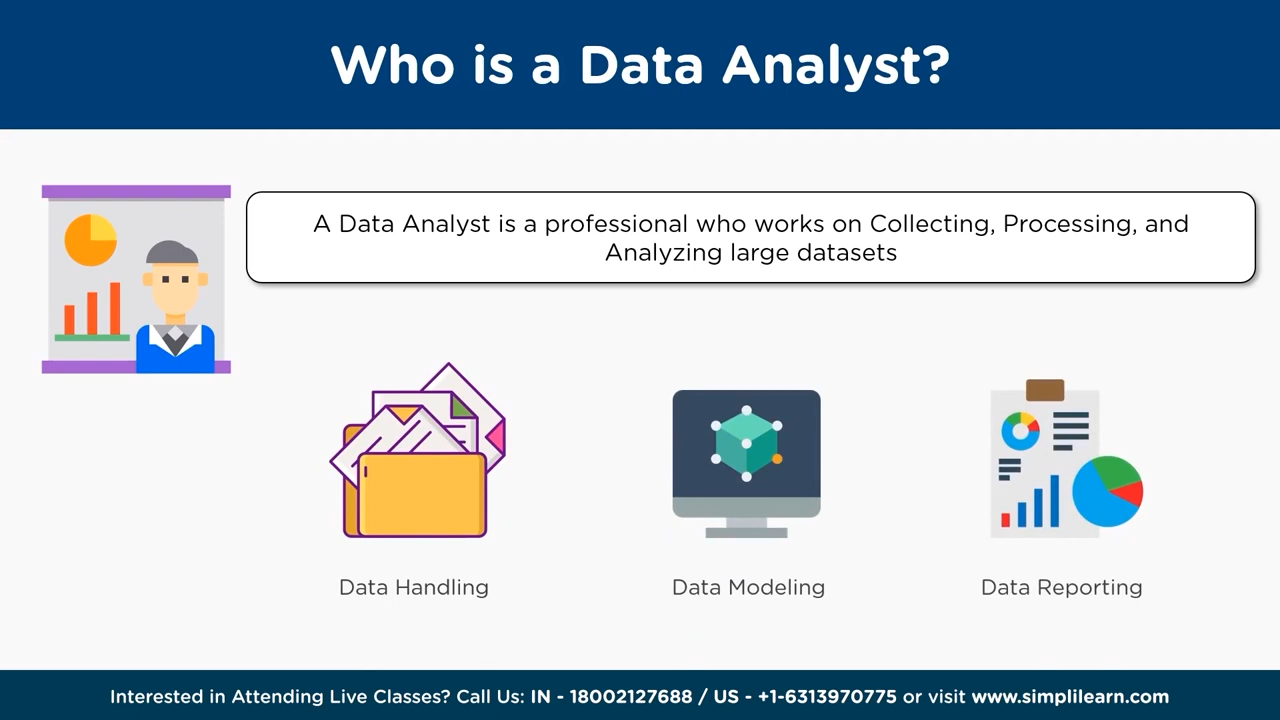 Who is a Data Analyst?
A Data Analyst is a professional who works on Collecting, Processing, and
Analyzing large datasets
Data Handling
Data Modeling
Data Reporting
Interested in Attending Live Classes? Call Us: IN - 18002127688 / US - +1-6313970775 or visit www.simplilearn.com